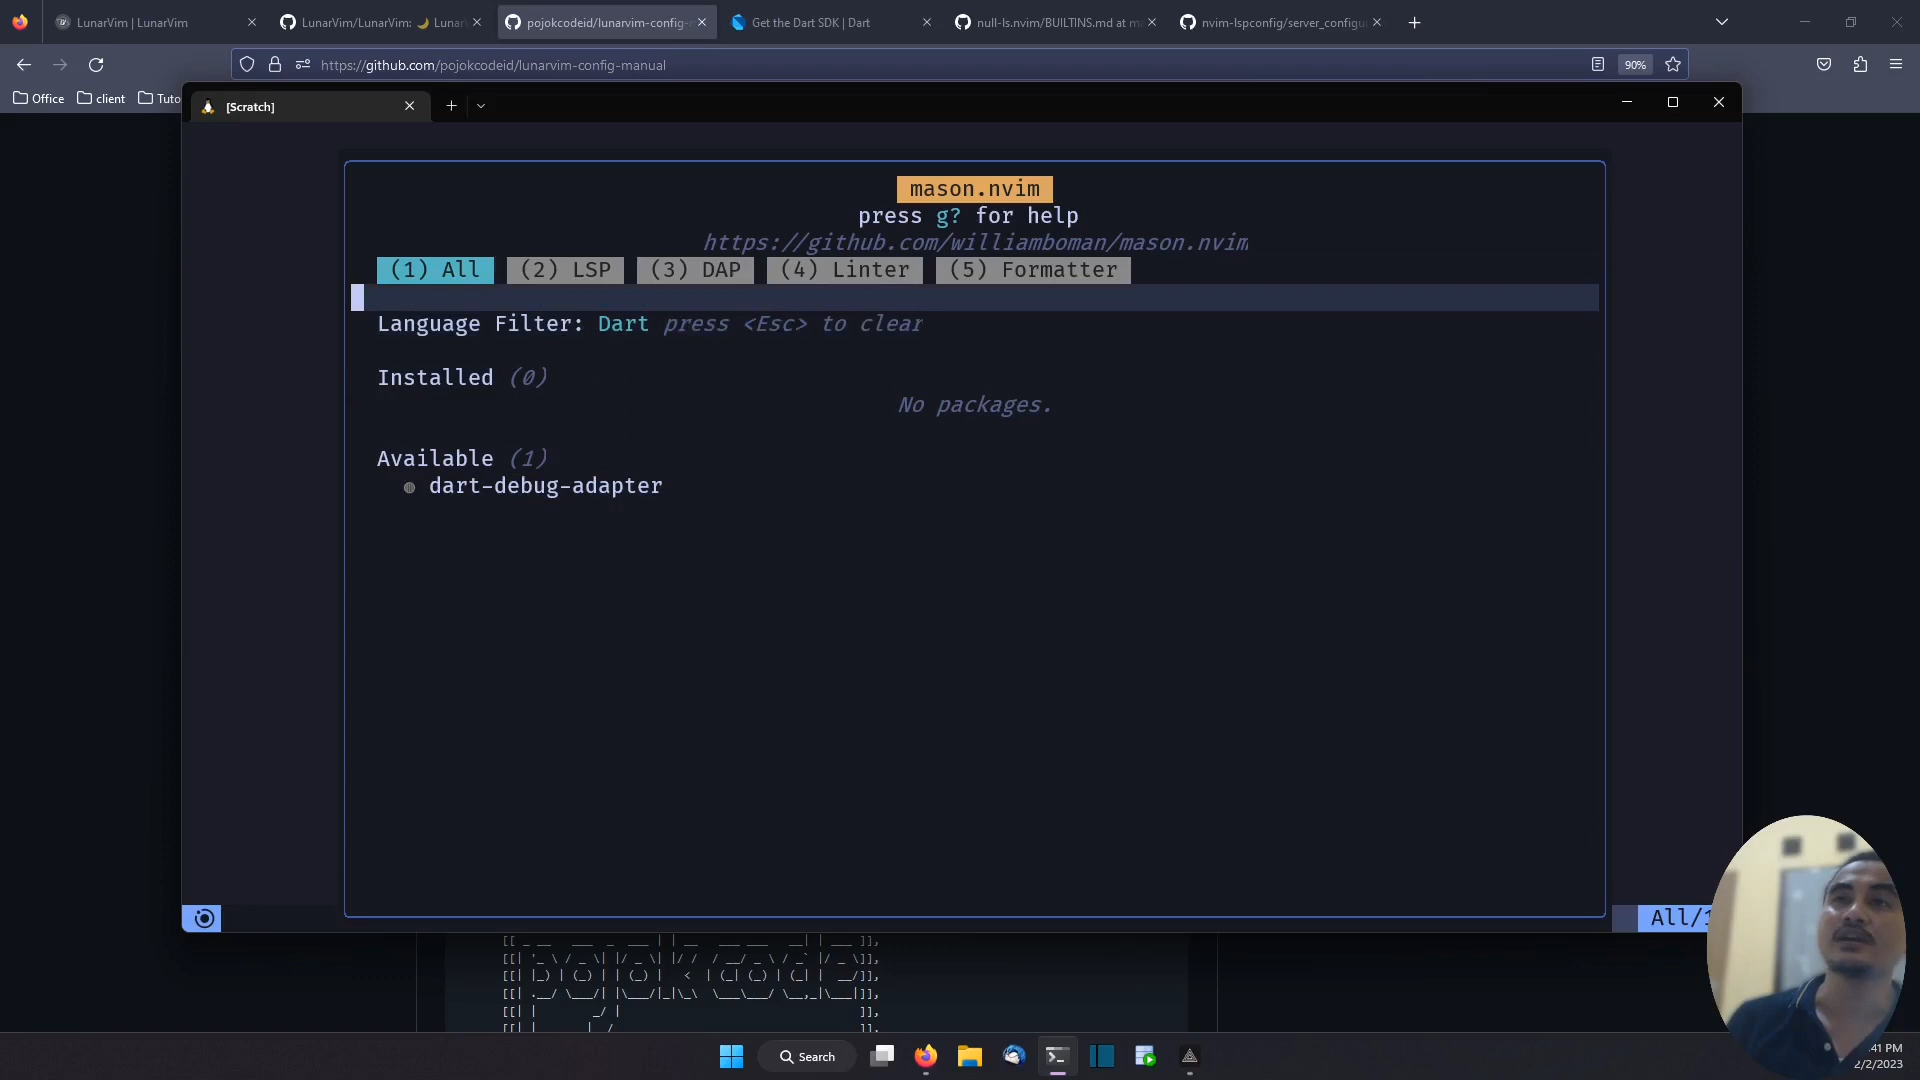 LunarVim | LunarVim
LunarVim/LunarVim: 🌙 Lunar
pojokcodeid/lunarvim-config-
Get the Dart SDK | Dart
null-ls.nvim/BUILTINS.md at ma
nvim-lspconfig/server_configu
https://github.com/pojokcodeid/lunarvim-config-manual
90%
Office
client
Tuto
[Scratch]
mason.nvim
press g? for help
https://github.com/williamboman/mason.nvim
(1) All
(2) LSP
(3) DAP
(4) Linter
(5) Formatter
Language Filter: Dart press <Esc> to clear
Installed (0)
No packages.
Available (1)
dart-debug-adapter
All/1
Search
:41 PM
2/2/2023